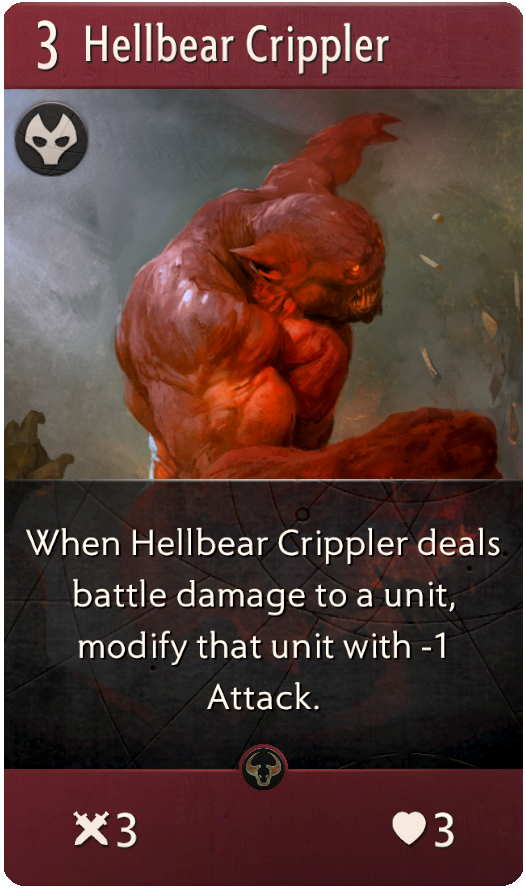 3 Hellbear Crippler
When Hellbear Crippler deals
battle damage to a unit,
modify that unit with -1
Attack.
3 3